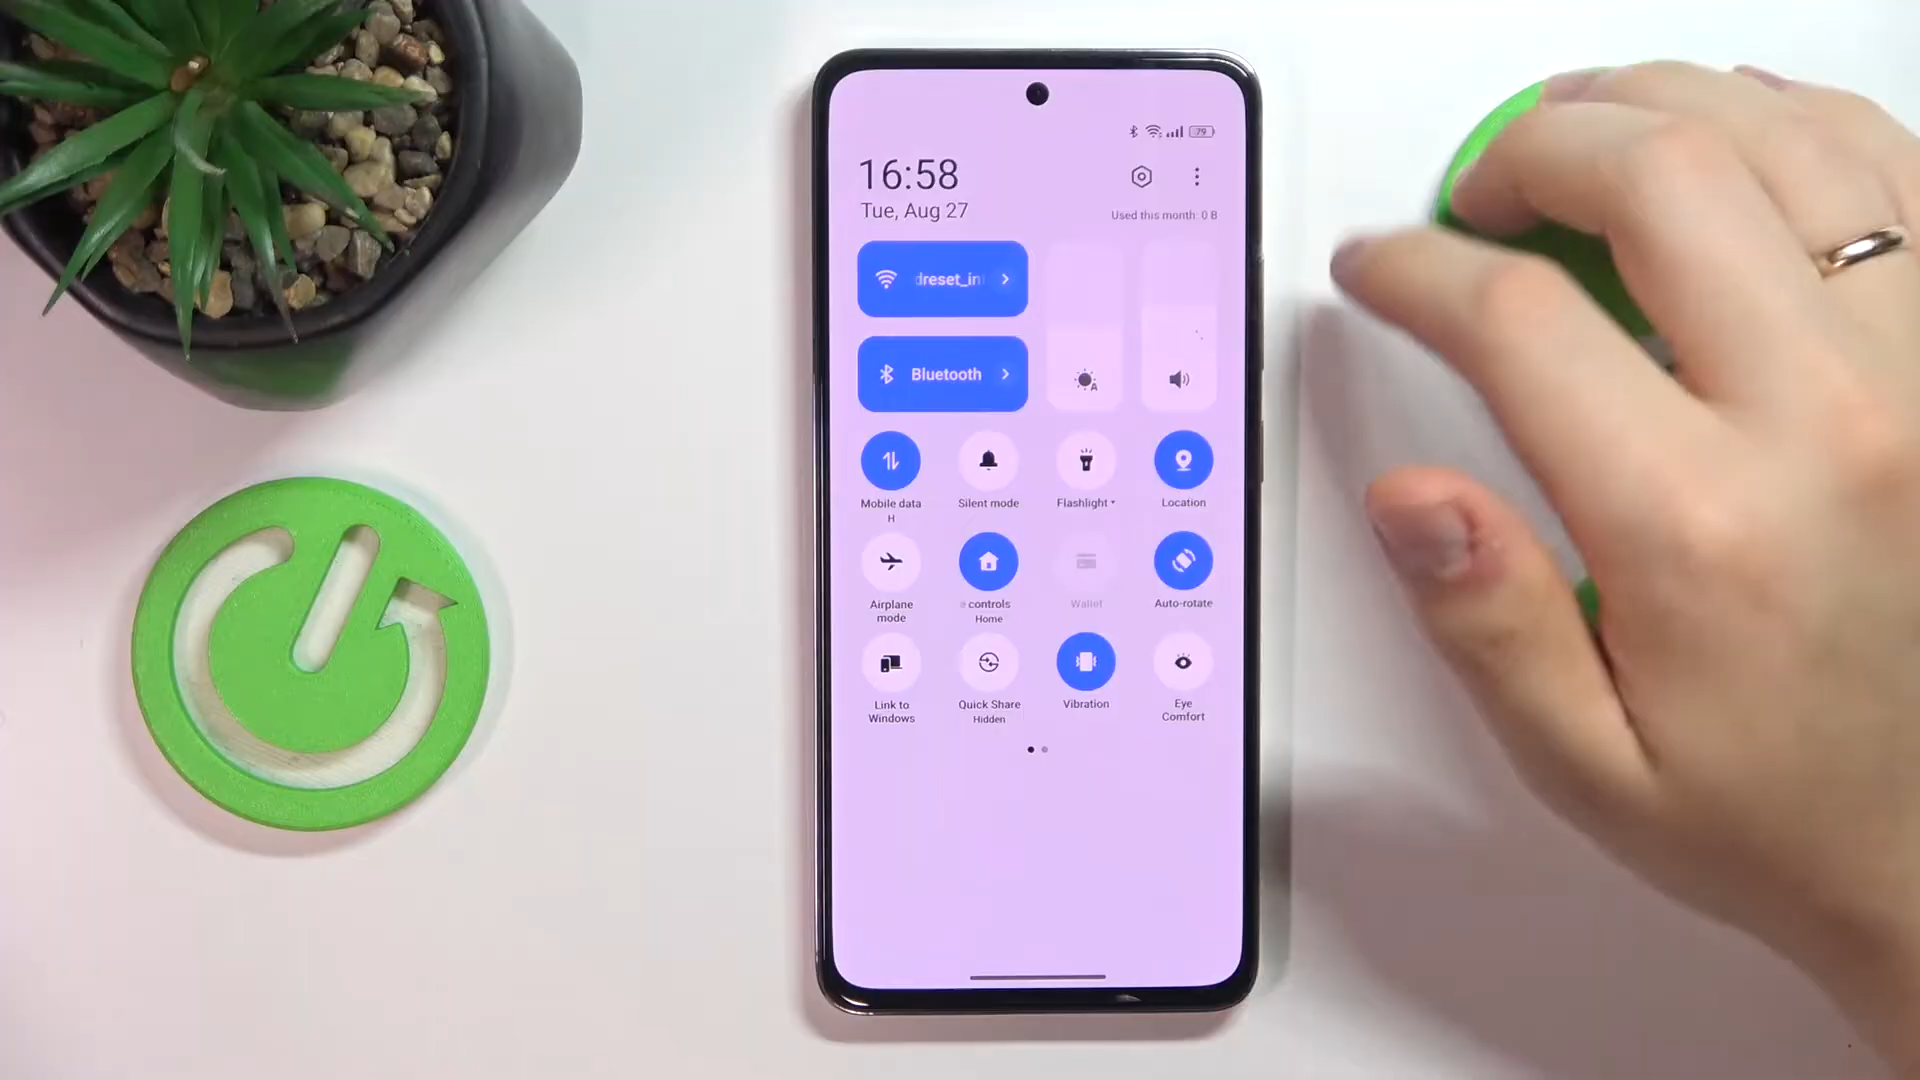 79
16:58
Tue, Aug 27
Used this month: 0 B
dreset_in
Bluetooth
Mobile data
H
Silent mode
Flashlight
Location
Airplane
mode
controls
Home
Wallet
Auto-rotate
Link to
Windows
Quick Share
Hidden
Vibration
Eye
Comfort